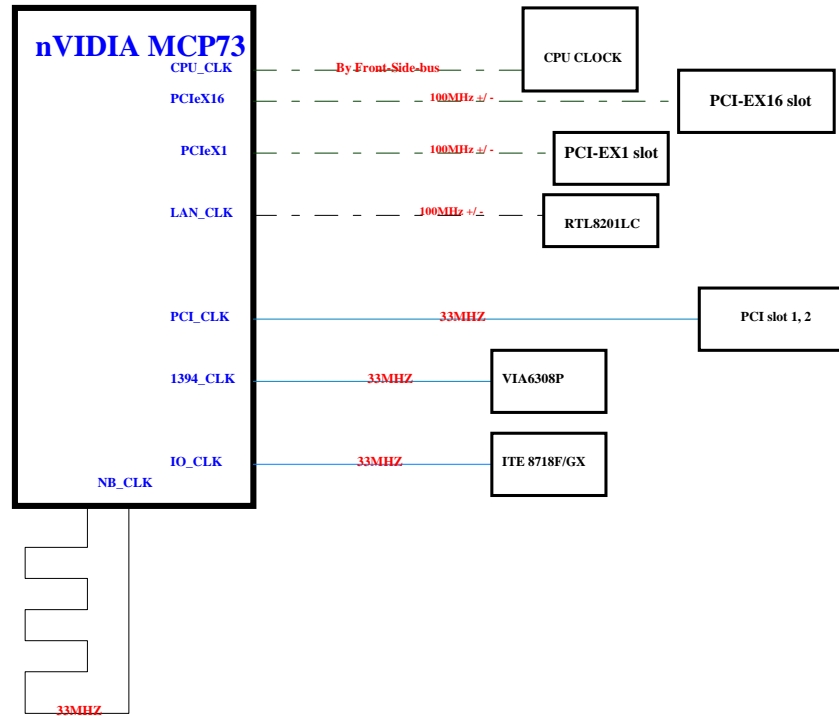 nVIDIA MCP73
CPU_CLK
By Front-Side-bus
CPU CLOCK
PCIeX16
100MHz +/ -
PCI-EX16 slot
PCIeX1
100MHz +/ -
PCI-EX1 slot
LAN_CLK
100MHz +/ -
RTL8201LC
PCI_CLK
33MHZ
PCI slot 1, 2
1394_CLK
33MHZ
VIA6308P
IO_CLK
33MHZ
ITE 8718F/GX
NB_CLK
33MHZ